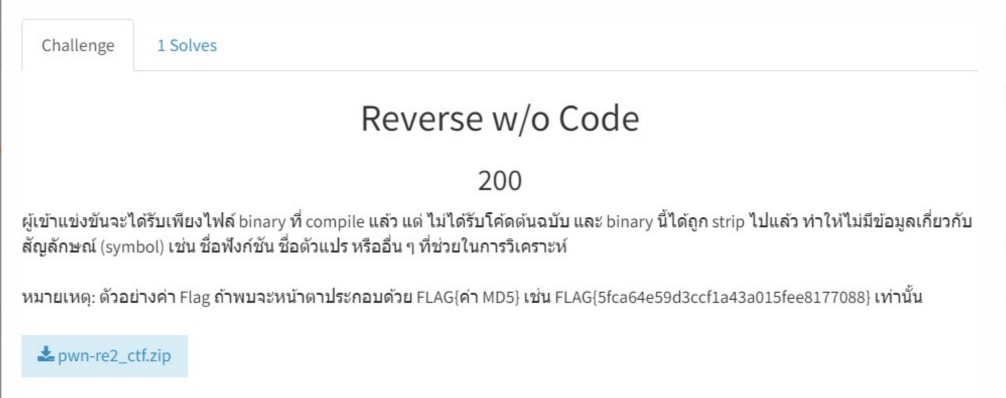 Challenge
1 Solves
Reverse w/o Code
200
ผู้เข้าแข่งขันจะได้รับเพียงไฟล์ binary ที่ compile แล้ว แต่ ไม่ได้รับโค้ดต้นฉบับ และ binary นี้ได้ถูก strip ไปแล้ว ทำให้ไม่มีข้อมูลเกี่ยวกับ
สัญลักษณ์ (symbol) เช่น ชื่อฟังก์ชัน ชื่อตัวแปร หรืออื่น ๆ ที่ช่วยในการวิเคราะห์
หมายเหตุ: ตัวอย่างค่า Flag ถ้าพบจะหน้าตาประกอบด้วย FLAG{ค่า MD5} เช่น FLAG{5fca64e59d3ccf1a43a015fee8177088} เท่านั้น
pwn-re2_ctf.zip